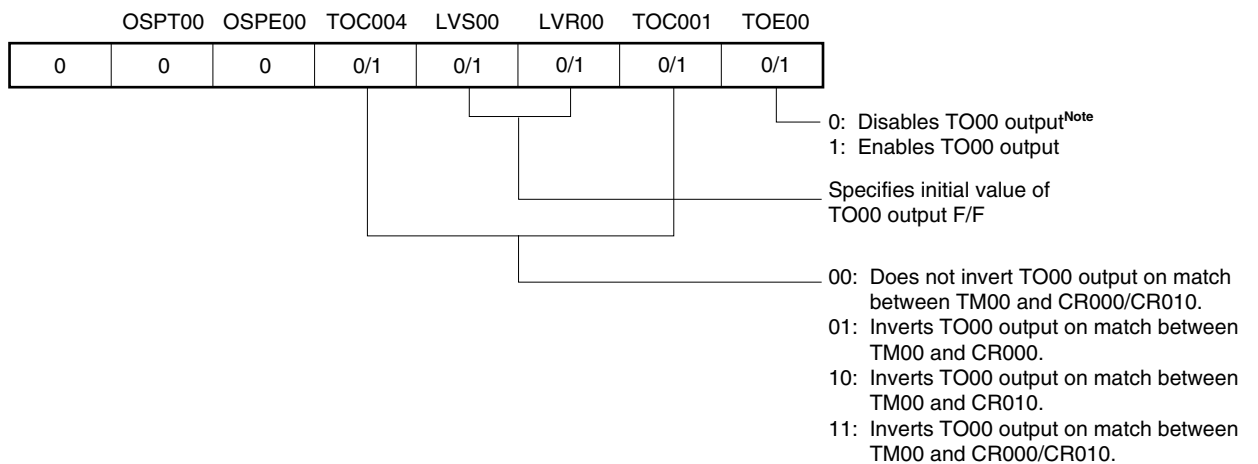 OSPT00 OSPE00 TOC004 LVS00 LVR00 TOC001 TOE00
0 0 0 0/1 0/1 0/1 0/1 0/1
0: Disables TO00 outputNote
1: Enables TO00 output
Specifies initial value of
TO00 output F/F
00: Does not invert TO00 output on match
between TM00 and CR000/CR010.
01: Inverts TO00 output on match between
TM00 and CR000.
10: Inverts TO00 output on match between
TM00 and CR010.
11: Inverts TO00 output on match between
TM00 and CR000/CR010.